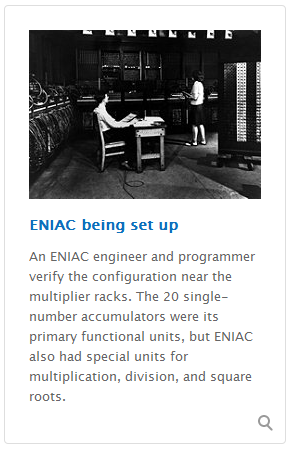 ENIAC being set up
An ENIAC engineer and programmer
verify the configuration near the
multiplier racks. The 20 single-
number accumulators were its
primary functional units, but ENIAC
also had special units for
multiplication, division, and square
roots.